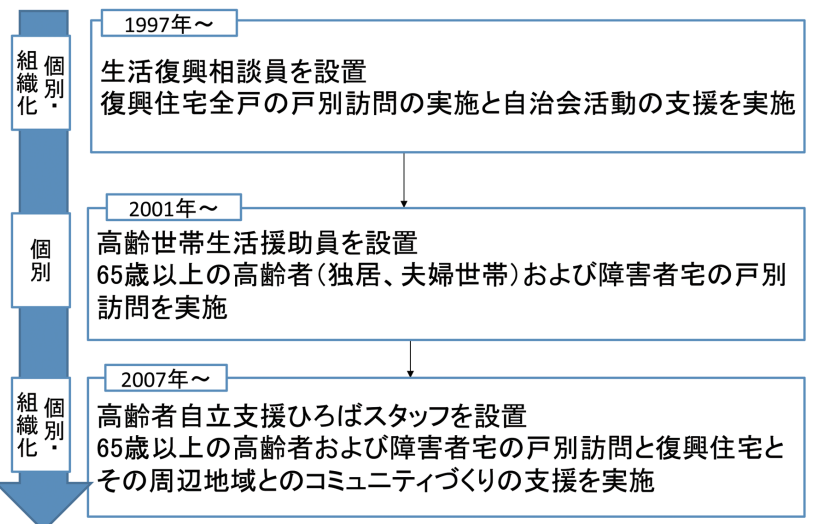 1997年～
個別・
組織化
生活復興相談員を設置
復興住宅全戸の戸別訪問の実施と自治会活動の支援を実施
2001年～
個別
高齢世帯生活援助員を設置
65歳以上の高齢者（独居、夫婦世帯）および障害者宅の戸別
訪問を実施
2007年～
個別・
組織化
高齢者自立支援ひろばスタッフを設置
65歳以上の高齢者および障害者宅の戸別訪問と復興住宅と
その周辺地域とのコミュニティづくりの支援を実施